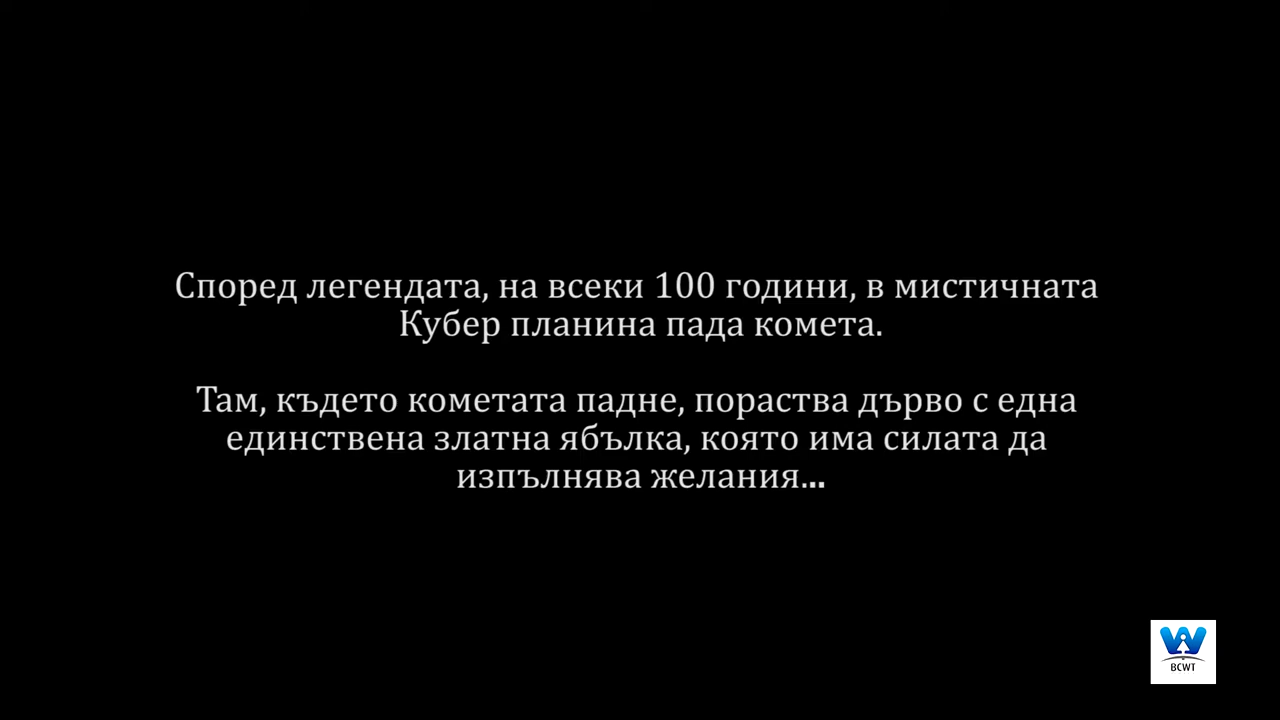 Според легендата, на всеки 100 години, в мистичната
Кубер планина пада комета.
Там, където кометата падне, пораства дърво с една
единствена златна ябълка, която има силата да
изпълнява желания...
BCWT